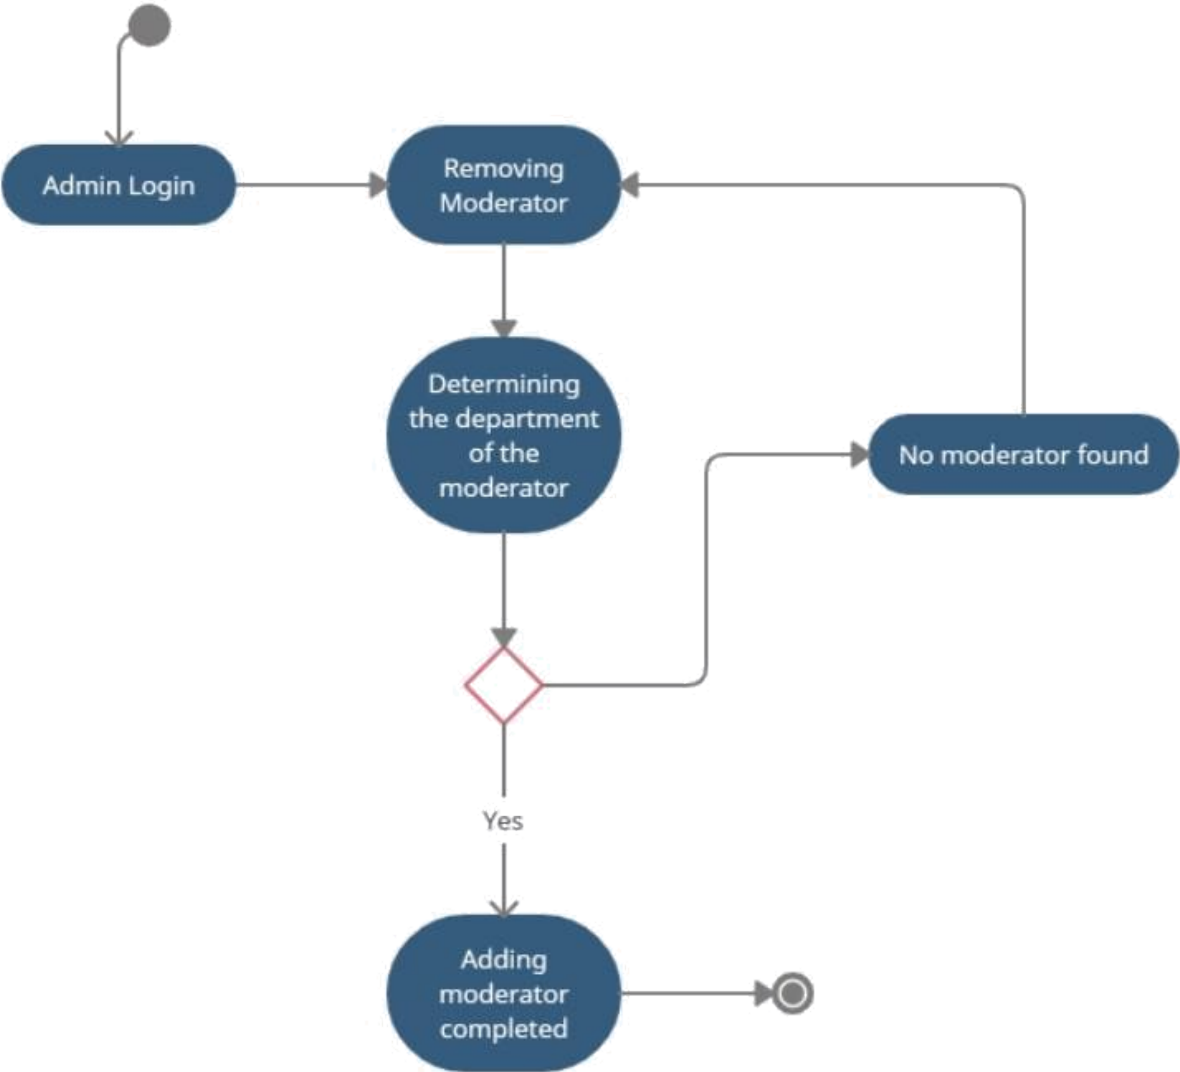 Admin Login
Removing
Moderator
Determining
the department
of the
moderator
No moderator found
Yes
Adding
moderator
completed